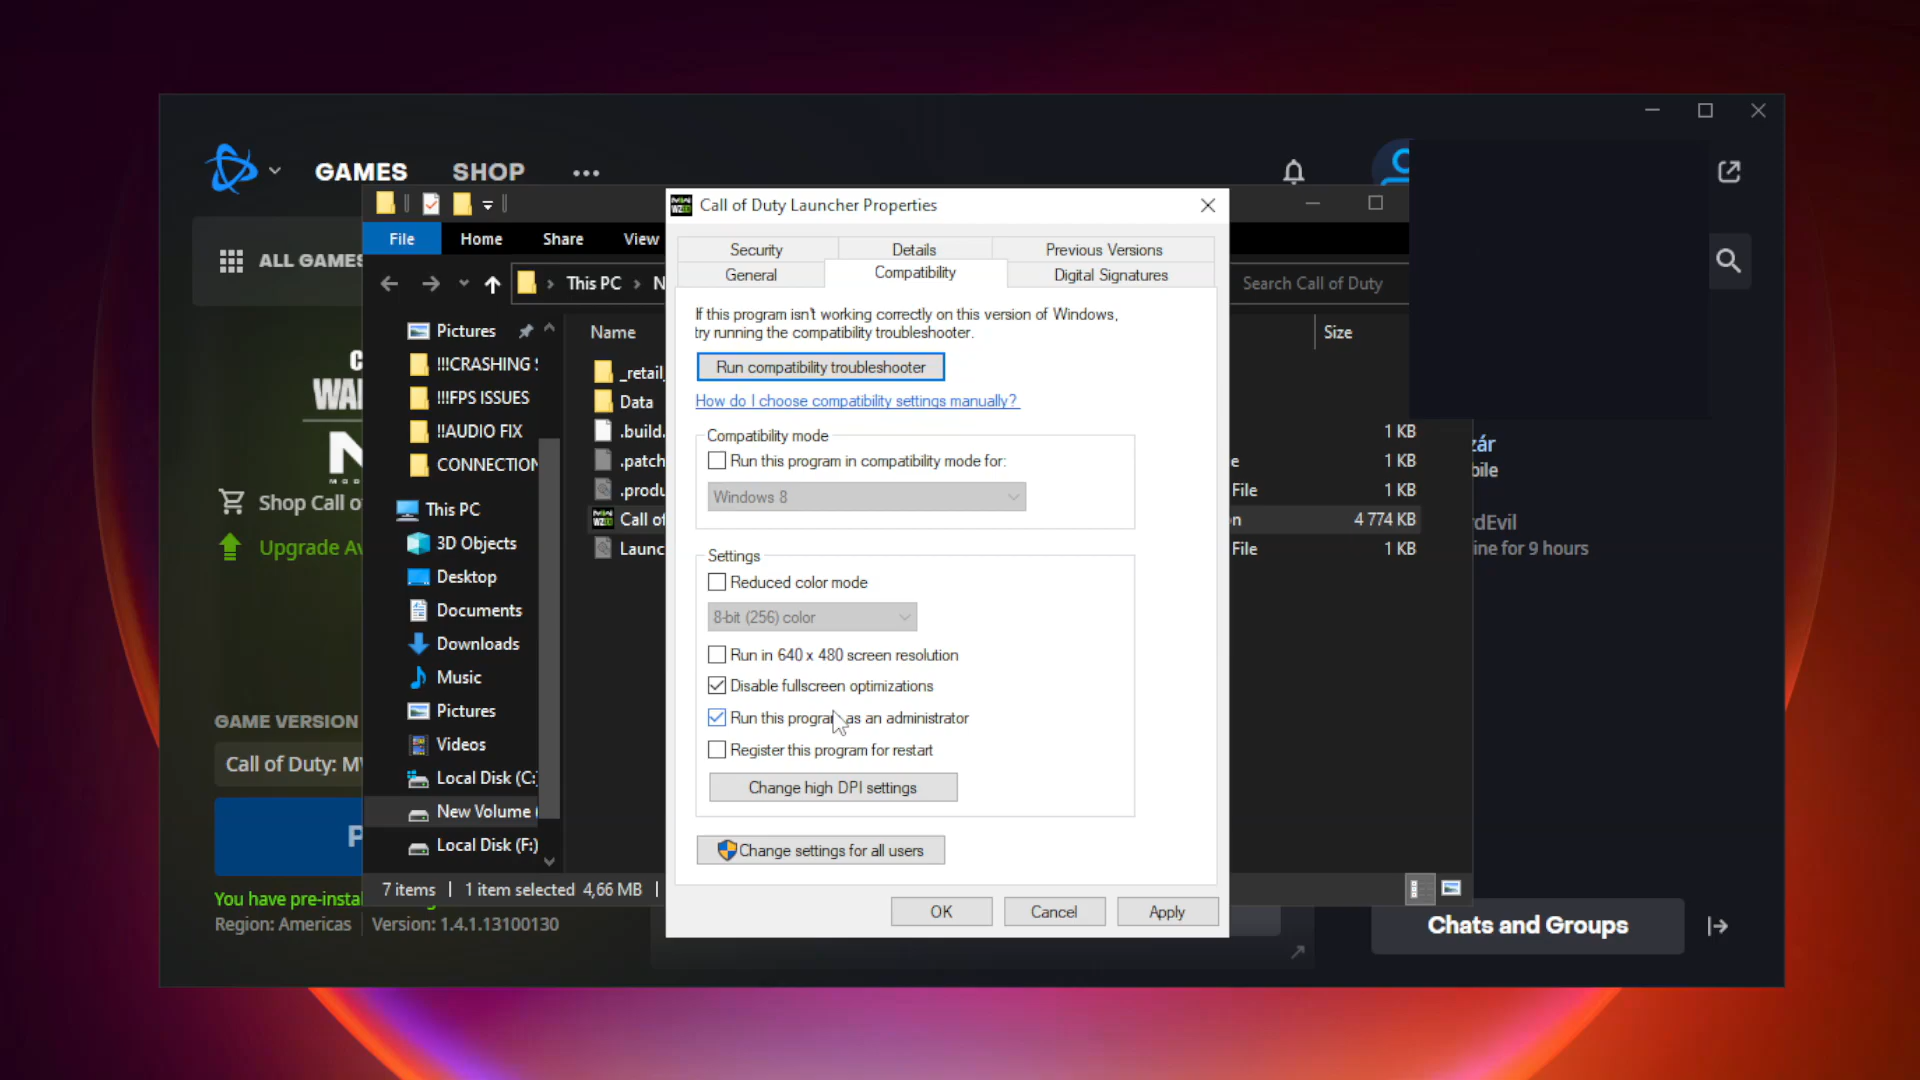 GAMES
SHOP
...
ALL GAMES
C
WAR
M
MOD
Shop Call of
Upgrade Av
GAME VERSION
Call of Duty: MW
P
You have pre-instal
Region: Americas
Version: 1.4.1.13100130
File
Home
Share
View
This PC
N
Search Call of Duty
Pictures
!!!CRASHING S
!!!FPS ISSUES
!!AUDIO FIX
CONNECTION
This PC
3D Objects
Desktop
Documents
Downloads
Music
Pictures
Videos
Local Disk (C:)
New Volume (
Local Disk (F:)
Name
Size
_retail_
Data
.build.
1 KB
.patch
e
1 KB
.produ
File
1 KB
Call of
n
4 774 KB
Launc
File
1 KB
7 items
1 item selected 4,66 MB
Call of Duty Launcher Properties
Security
Details
Previous Versions
General
Compatibility
Digital Signatures
If this program isn't working correctly on this version of Windows,
try running the compatibility troubleshooter.
Run compatibility troubleshooter
How do I choose compatibility settings manually?
Compatibility mode
Run this program in compatibility mode for:
Windows 8
Settings
Reduced color mode
8-bit (256) color
Run in 640 x 480 screen resolution
Disable fullscreen optimizations
Run this program as an administrator
Register this program for restart
Change high DPI settings
Change settings for all users
OK
Cancel
Apply
zár
bile
dEvil
ine for 9 hours
Chats and Groups